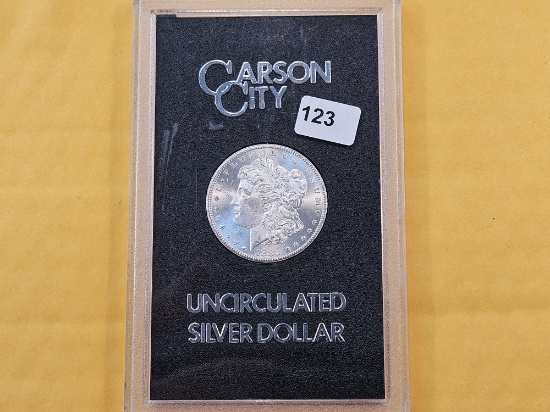 CARSON
CITY
123
UNCIRCULATED
SILVER DOLLAR